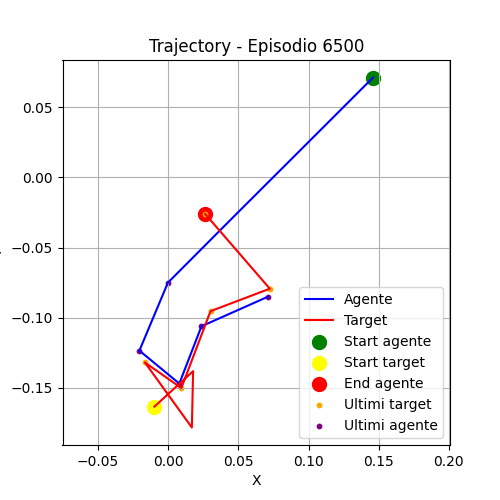 Trajectory - Episodio 6500
0.05
0.00
−0.05
−0.10
−0.15
−0.05
0.00
0.05
0.10
0.15
0.20
X
Agente
Target
Start agente
Start target
End agente
Ultimi target
Ultimi agente